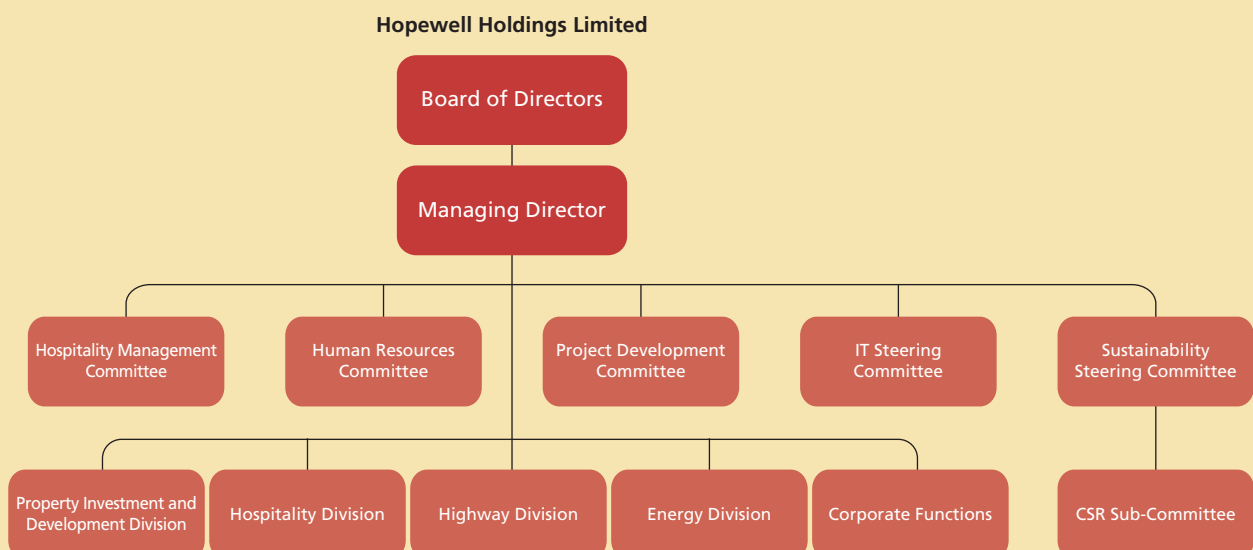 Hopewell Holdings Limited
Board of Directors
Managing Director
Hospitality Management
Committee
Human Resources
Committee
Project Development
Committee
IT Steering
Committee
Sustainability
Steering Committee
Property Investment and
Development Division
Hospitality Division
Highway Division
Energy Division
Corporate Functions
CSR Sub-Committee